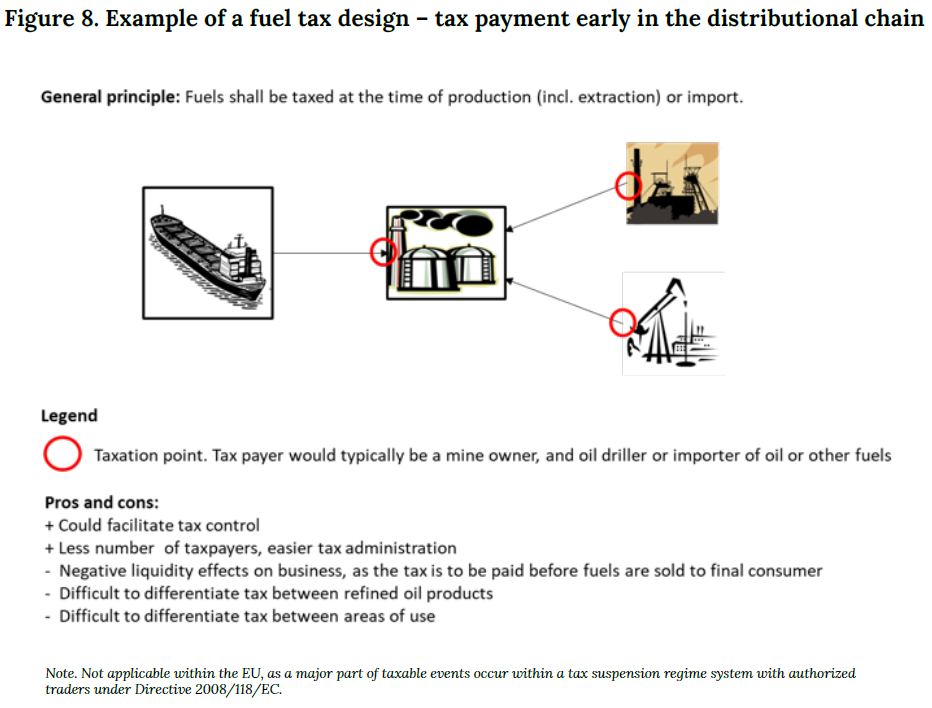 Figure 8. Example of a fuel tax design – tax payment early in the distributional chain
General principle: Fuels shall be taxed at the time of production (incl. extraction) or import.
Legend
Taxation point. Tax payer would typically be a mine owner, and oil driller or importer of oil or other fuels
Pros and cons:
+ Could facilitate tax control
+ Less number of taxpayers, easier tax administration
- Negative liquidity effects on business, as the tax is to be paid before fuels are sold to final consumer
- Difficult to differentiate tax between refined oil products
- Difficult to differentiate tax between areas of use
Note. Not applicable within the EU, as a major part of taxable events occur within a tax suspension regime system with authorized
traders under Directive 2008/118/EC.